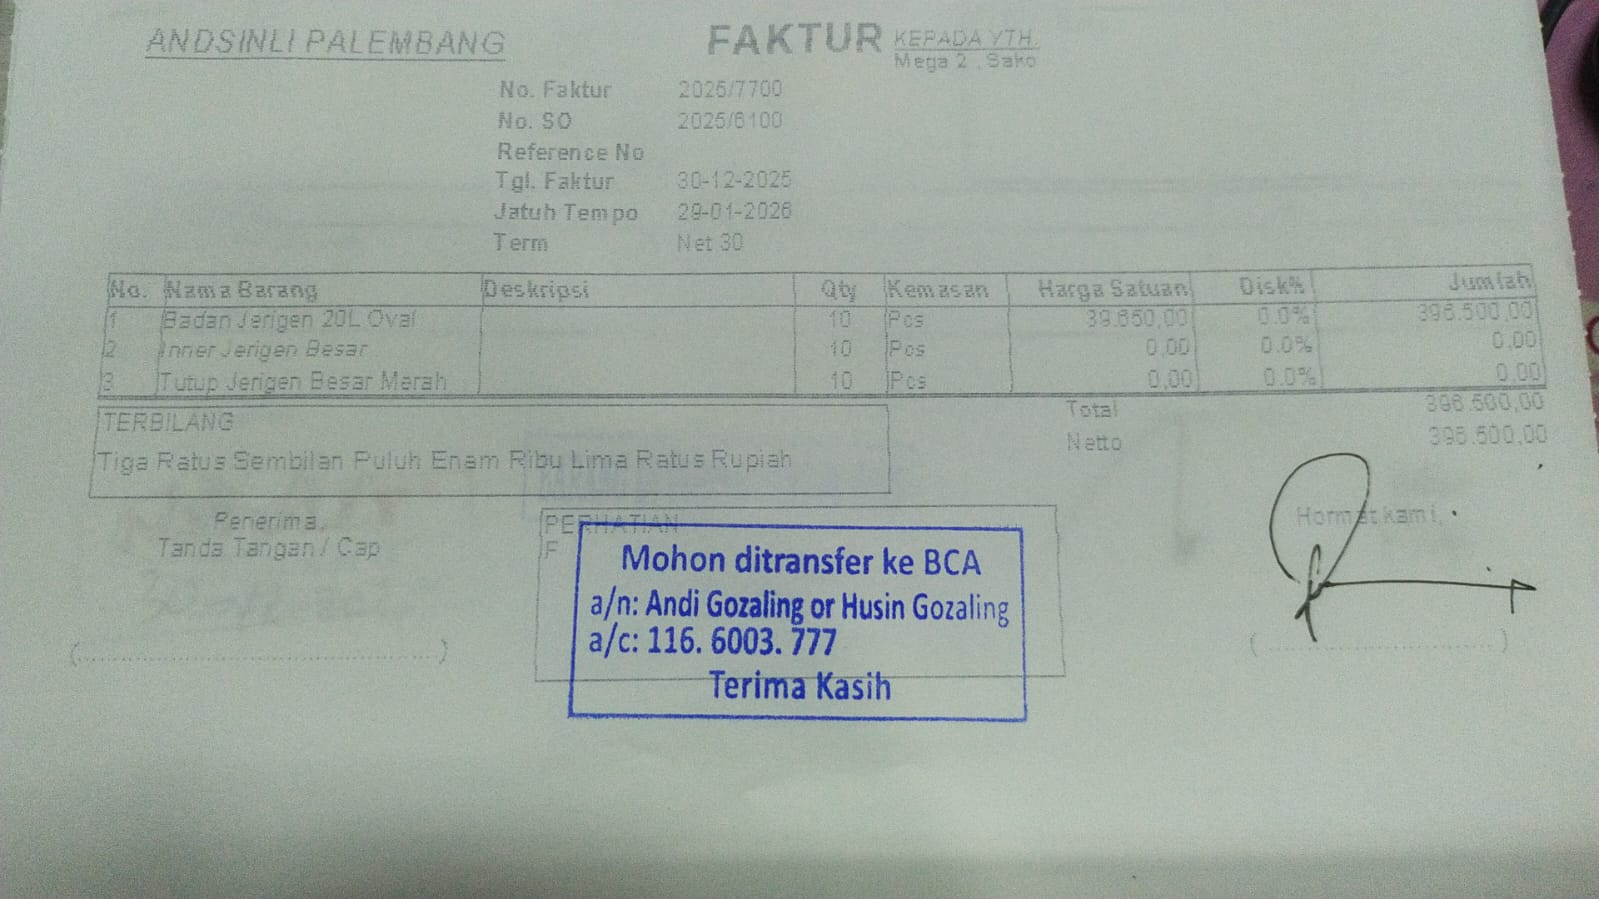 ANDSINLI PALEMBANG
FAKTUR KEPADA YTH.
Mega 2 , Sako
No. Faktur 2025/7700
No. SO 2025/6100
Reference No
Tgl. Faktur 30-12-2025
Jatuh Tempo 29-01-2026
Term Net 30
No. Nama Barang Deskripsi Qty Kemasan Harga Satuan Disk% Jumlah
1 Badan Jerigen 20L Oval 10 Pcs 39.650,00 0.0% 396.500,00
2 Inner Jerigen Besar 10 Pcs 0,00 0.0% 0,00
3 Tutup Jerigen Besar Merah 10 Pcs 0,00 0.0% 0,00
Total 396.500,00
TERBILANG
Netto 396.500,00
Tiga Ratus Sembilan Puluh Enam Ribu Lima Ratus Rupiah
Penerima,
Tanda Tangan / Cap
PERHATIAN
F
Hormat kami,
Mohon ditransfer ke BCA
a/n: Andi Gozaling or Husin Gozaling
a/c: 116. 6003. 777
Terima Kasih
(................................................)
(................................)